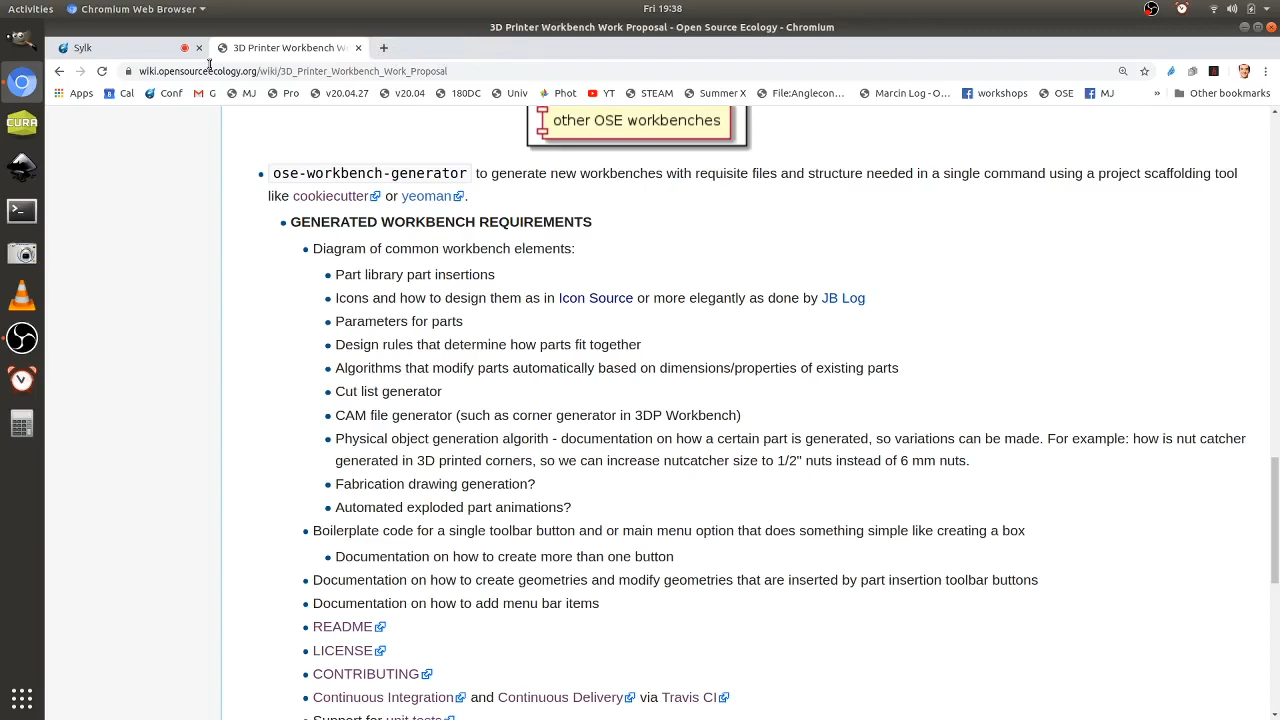 Activities Chromium Web Browser Fri 19:38
3D Printer Workbench Work Proposal - Open Source Ecology - Chromium
Sylk 3D Printer Workbench W
wiki.opensourceecology.org/wiki/3D_Printer_Workbench_Work_Proposal
Apps Cal Conf G MJ Pro v20.04.27 v20.04 180DC Univ Phot YT STEAM Summer X File:Anglecon... Marcin Log - O... workshops OSE MJ » Other bookmarks
other OSE workbenches
ose-workbench-generator to generate new workbenches with requisite files and structure needed in a single command using a project scaffolding tool
like cookiecutter or yeoman.
GENERATED WORKBENCH REQUIREMENTS
Diagram of common workbench elements:
Part library part insertions
Icons and how to design them as in Icon Source or more elegantly as done by JB Log
Parameters for parts
Design rules that determine how parts fit together
Algorithms that modify parts automatically based on dimensions/properties of existing parts
Cut list generator
CAM file generator (such as corner generator in 3DP Workbench)
Physical object generation algorith - documentation on how a certain part is generated, so variations can be made. For example: how is nut catcher
generated in 3D printed corners, so we can increase nutcatcher size to 1/2" nuts instead of 6 mm nuts.
Fabrication drawing generation?
Automated exploded part animations?
Boilerplate code for a single toolbar button and or main menu option that does something simple like creating a box
Documentation on how to create more than one button
Documentation on how to create geometries and modify geometries that are inserted by part insertion toolbar buttons
Documentation on how to add menu bar items
README
LICENSE
CONTRIBUTING
Continuous Integration and Continuous Delivery via Travis CI
Support for unit tests
CURA